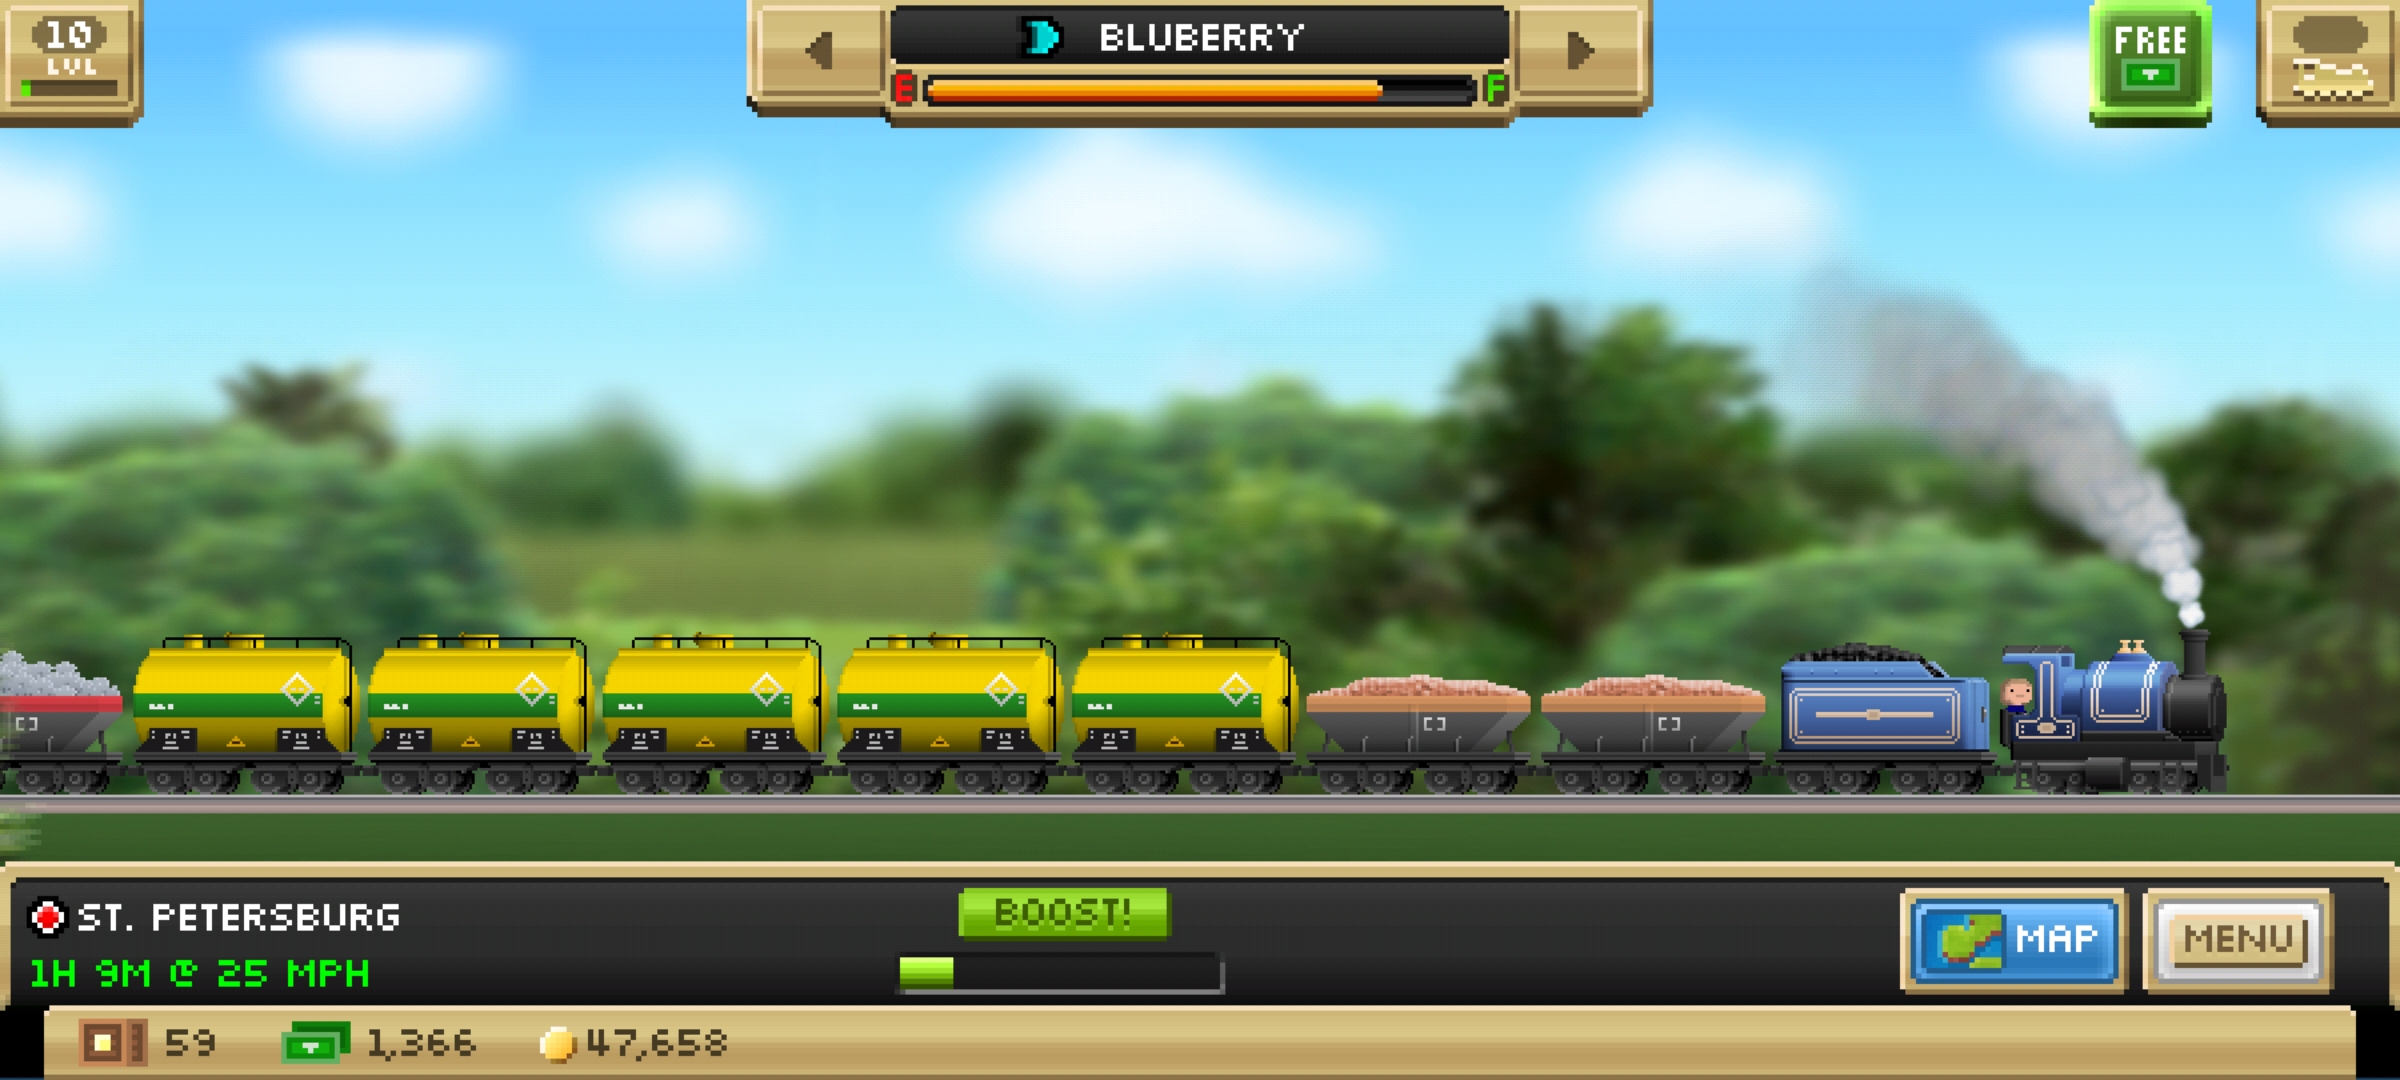 10
LVL
BLUBERRY
E F
FREE
ST. PETERSBURG
1H 9M @ 25 MPH
BOOST!
MAP
MENU
59
1,366
47,658